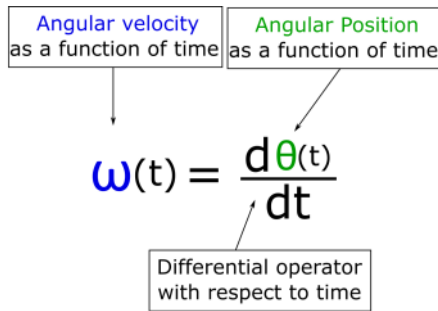 Angular velocity
as a function of time
Angular Position
as a function of time
ω(t) = dθ(t)
dt
Differential operator
with respect to time